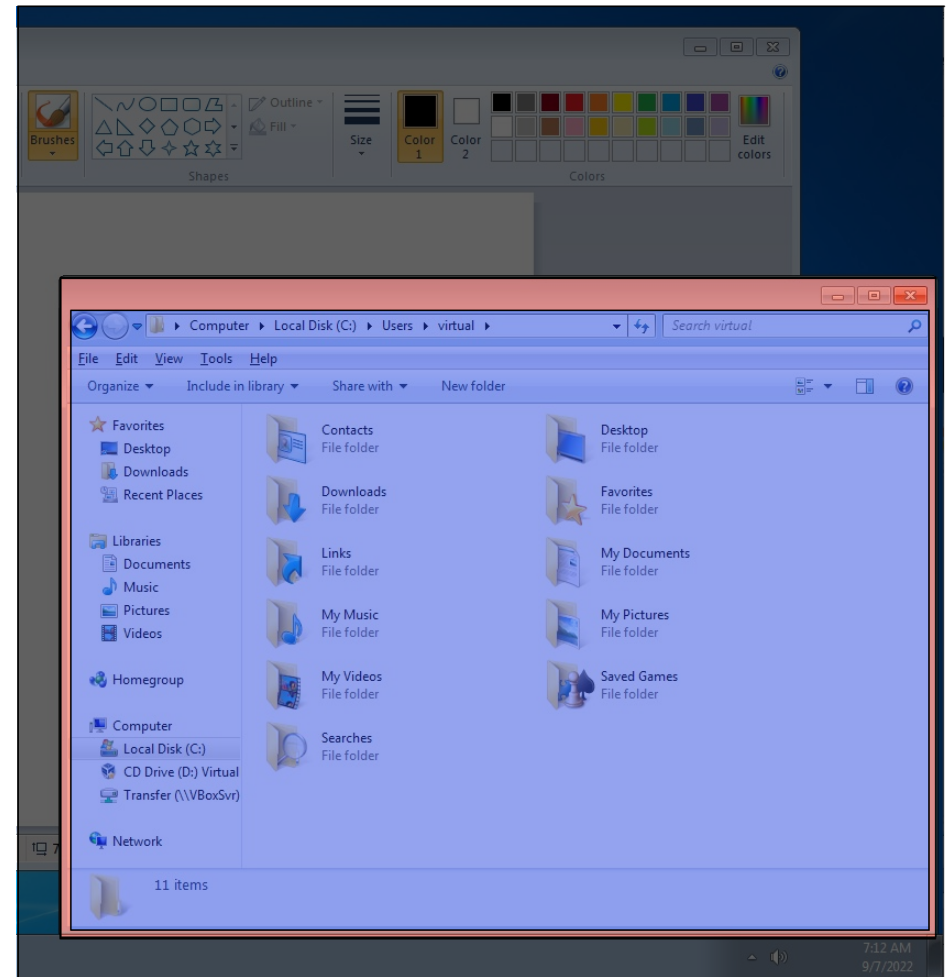 Outline
Fill
Brushes
Size
Color 1
Color 2
Edit colors
Shapes
Colors
Computer Local Disk (C:) Users virtual
Search virtual
File Edit View Tools Help
Organize Include in library Share with New folder
Favorites
Desktop
Downloads
Recent Places
Libraries
Documents
Music
Pictures
Videos
Homegroup
Computer
Local Disk (C:)
CD Drive (D:) Virtual
Transfer (\\VBoxSvr)
Network
Contacts
File folder
Desktop
File folder
Downloads
File folder
Favorites
File folder
Links
File folder
My Documents
File folder
My Music
File folder
My Pictures
File folder
My Videos
File folder
Saved Games
File folder
Searches
File folder
11 items
7
7:12 AM
9/7/2022